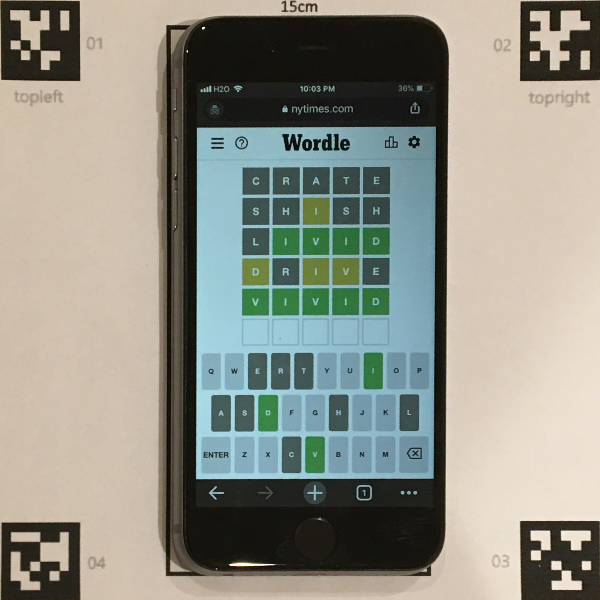 15cm
01
02
topleft
topright
H2O 10:03 PM 36%
nytimes.com
Wordle
C R A T E
S H I S H
L I V I D
D R I V E
V I V I D
Q W E R T Y U I O P
A S D F G H J K L
ENTER Z X C V B N M
1
04
03